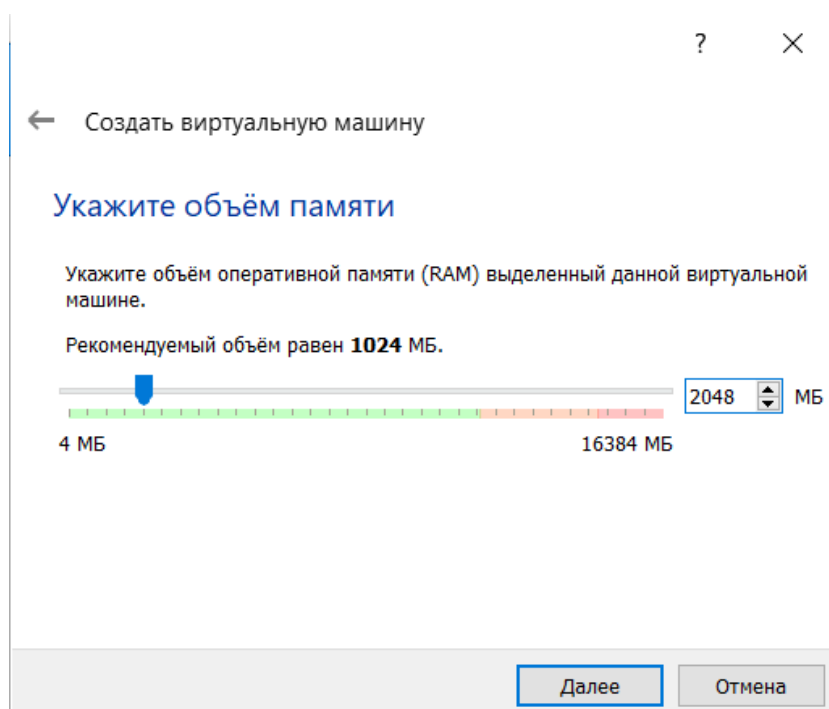 ?
Создать виртуальную машину
Укажите объём памяти
Укажите объём оперативной памяти (RAM) выделенный данной виртуальной
машине.
Рекомендуемый объём равен 1024 МБ.
2048 МБ
4 МБ 16384 МБ
Далее Отмена